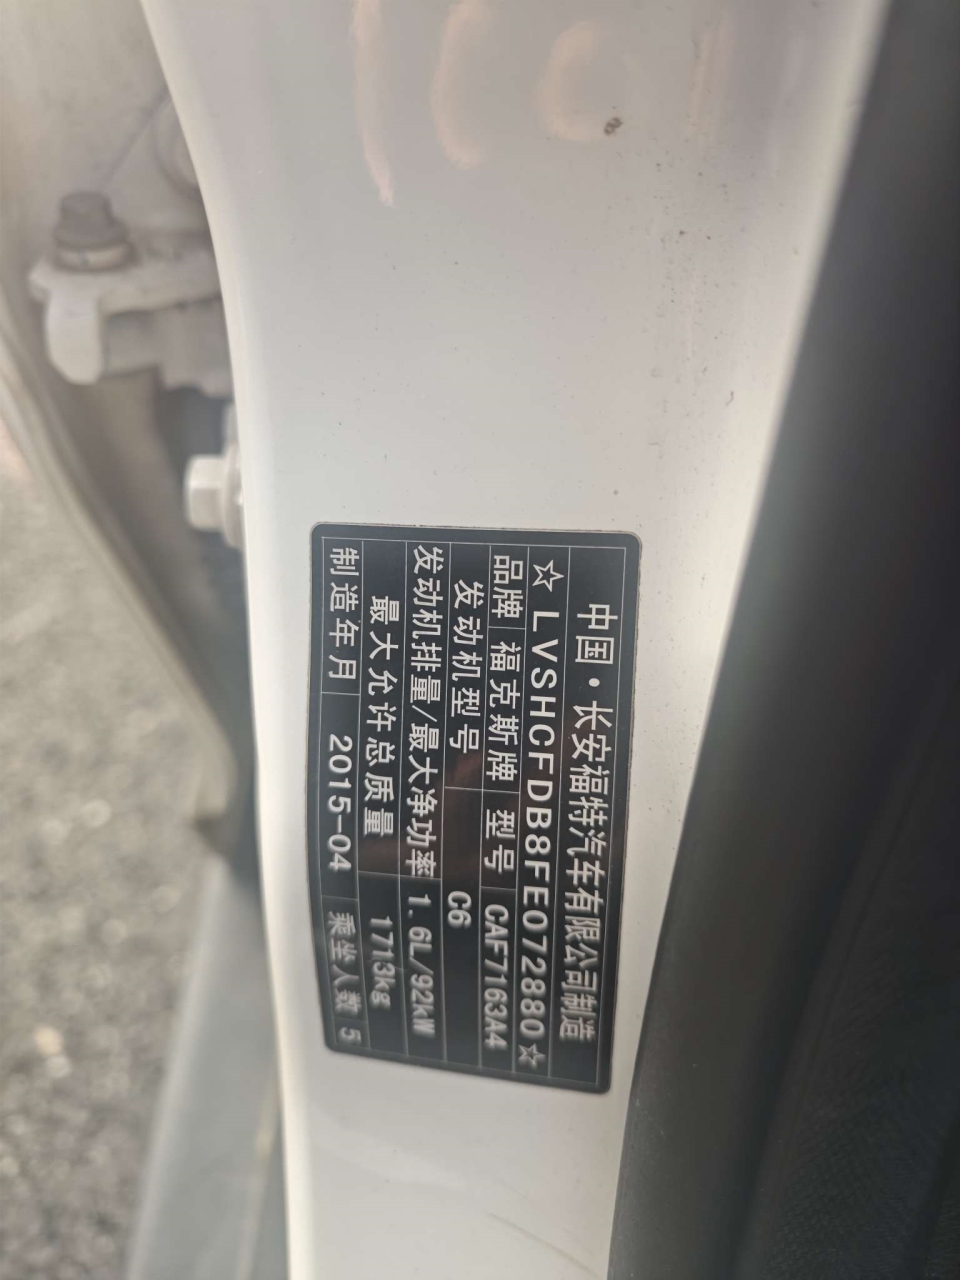 中国·长安福特汽车有限公司制造
☆LVSHCFDB8FE072880☆
品牌 福克斯牌 型号 CAF7163A4
发动机型号 C6
发动机排量/最大净功率 1.6L/92kW
最大允许总质量 1713kg
制造年月 2015-04 乘坐人数 5